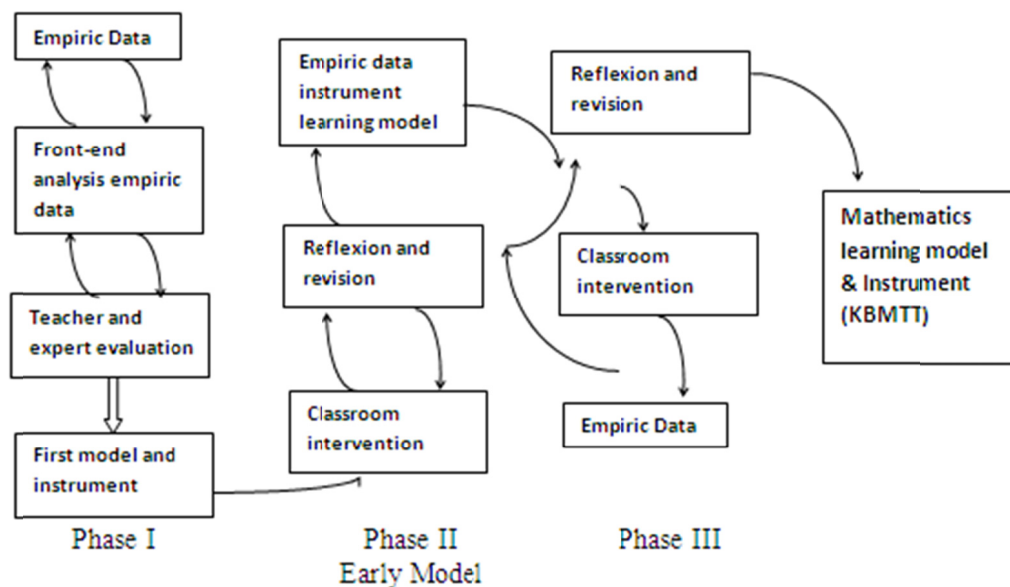 Empiric Data
Front-end
analysis empiric
data
Teacher and
expert evaluation
First model and
instrument
Phase I
Empiric data
instrument
learning model
Reflexion and
revision
Classroom
intervention
Phase II
Early Model
Reflexion and
revision
Classroom
intervention
Empiric Data
Phase III
Mathematics
learning model
& Instrument
(KBMTT)